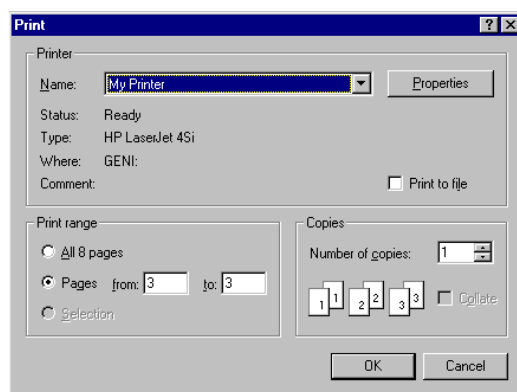 Print
Printer
Name: My Printer Properties
Status: Ready
Type: HP LaserJet 4Si
Where: GENI:
Comment: Print to file
Print range
All 8 pages
Pages from: 3 to: 3
Selection
Copies
Number of copies: 1
1 1 2 2 3 3 Collate
OK Cancel